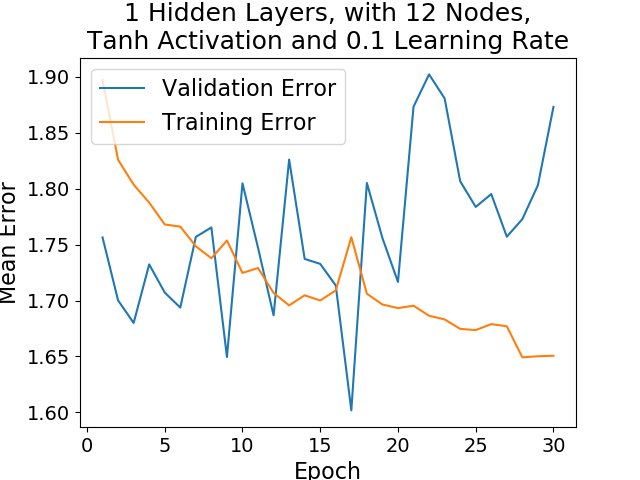 1 Hidden Layers, with 12 Nodes,
Tanh Activation and 0.1 Learning Rate
Validation Error
Training Error
Mean Error
1.90
1.85
1.80
1.75
1.70
1.65
1.60
0 5 10 15 20 25 30
Epoch